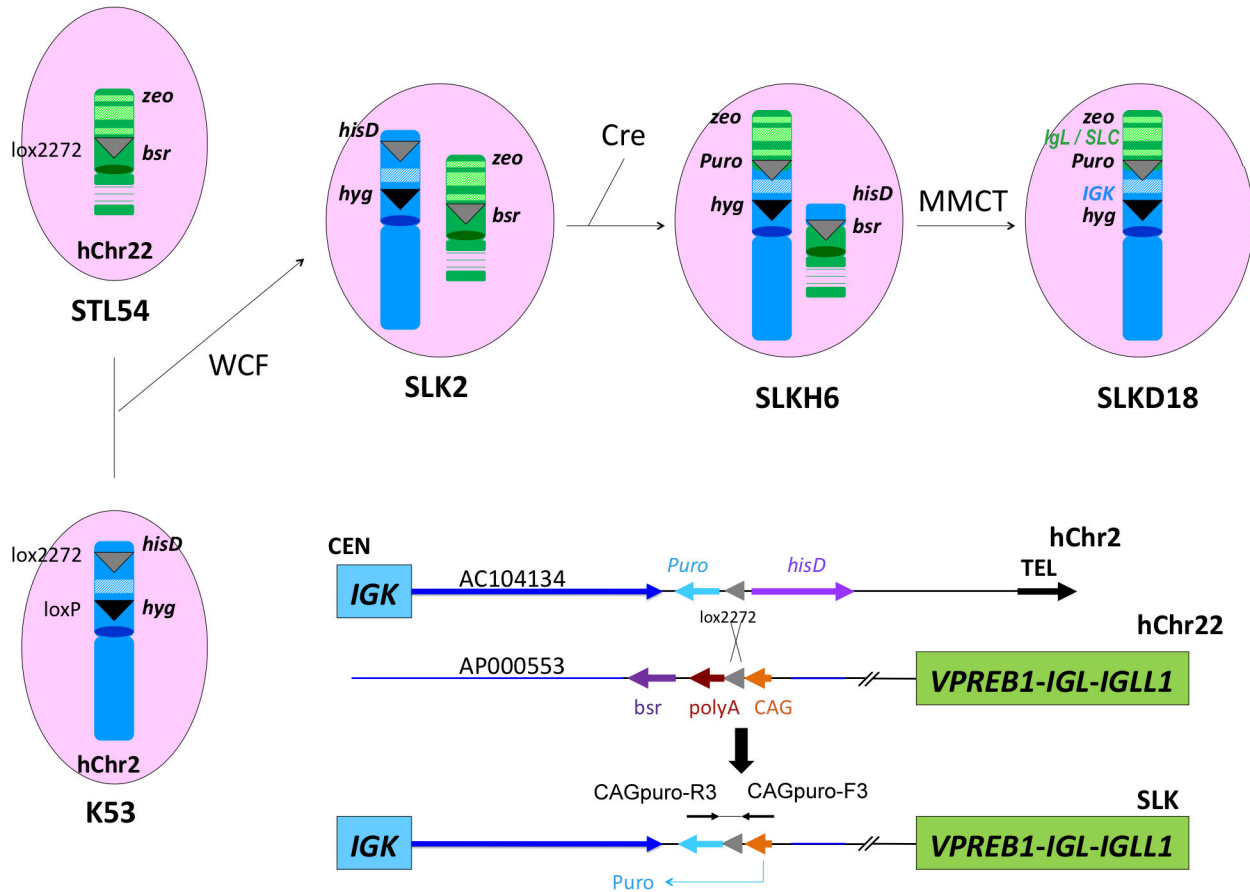 zeo
lox2272
bsr
hChr22
STL54
WCF
hisD
hyg
zeo
bsr
SLK2
Cre
zeo
Puro
hyg
hisD
bsr
SLKH6
MMCT
zeo
IgL / SLC
Puro
IGK
hyg
SLKD18
lox2272
hisD
loxP
hyg
hChr2
K53
CEN
hChr2
IGK
AC104134
Puro
hisD
TEL
lox2272
hChr22
AP000553
VPREB1-IGL-IGLL1
bsr
polyA
CAG
CAGpuro-R3
CAGpuro-F3
SLK
IGK
VPREB1-IGL-IGLL1
Puro